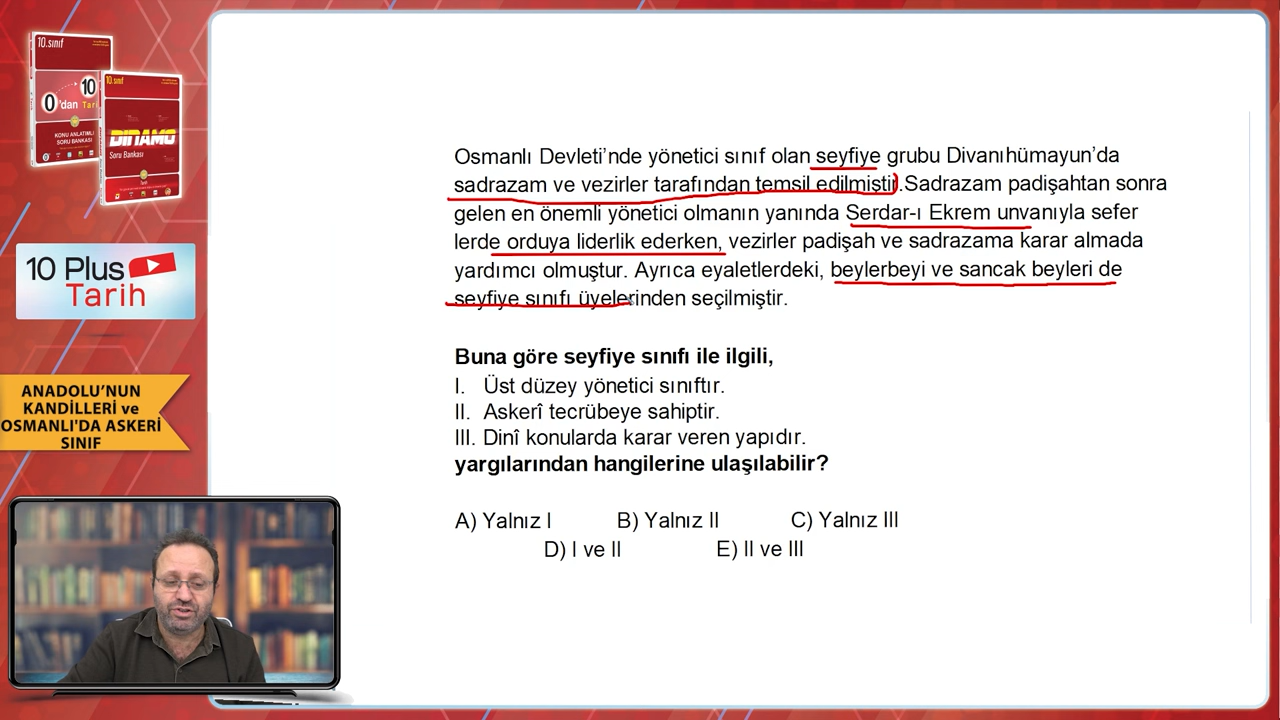 10.sınıf
0'dan 10
Tari
KONU ANLATIMLI
SORU BANKASI
10.sınıf
DINAMO
Soru Bankası
Tarih
10 Plus
Tarih
ANADOLU'NUN
KANDİLLERİ ve
OSMANLI'DA ASKERİ
SINIF
Osmanlı Devleti'nde yönetici sınıf olan seyfiye grubu Divanıhümayun'da
sadrazam ve vezirler tarafından temsil edilmiştir.Sadrazam padişahtan sonra
gelen en önemli yönetici olmanın yanında Serdar-ı Ekrem unvanıyla sefer
lerde orduya liderlik ederken, vezirler padişah ve sadrazama karar almada
yardımcı olmuştur. Ayrıca eyaletlerdeki, beylerbeyi ve sancak beyleri de
seyfiye sınıfı üyelerinden seçilmiştir.
Buna göre seyfiye sınıfı ile ilgili,
I. Üst düzey yönetici sınıftır.
II. Askerî tecrübeye sahiptir.
III. Dinî konularda karar veren yapıdır.
yargılarından hangilerine ulaşılabilir?
A) Yalnız I B) Yalnız II C) Yalnız III
D) I ve II E) II ve III